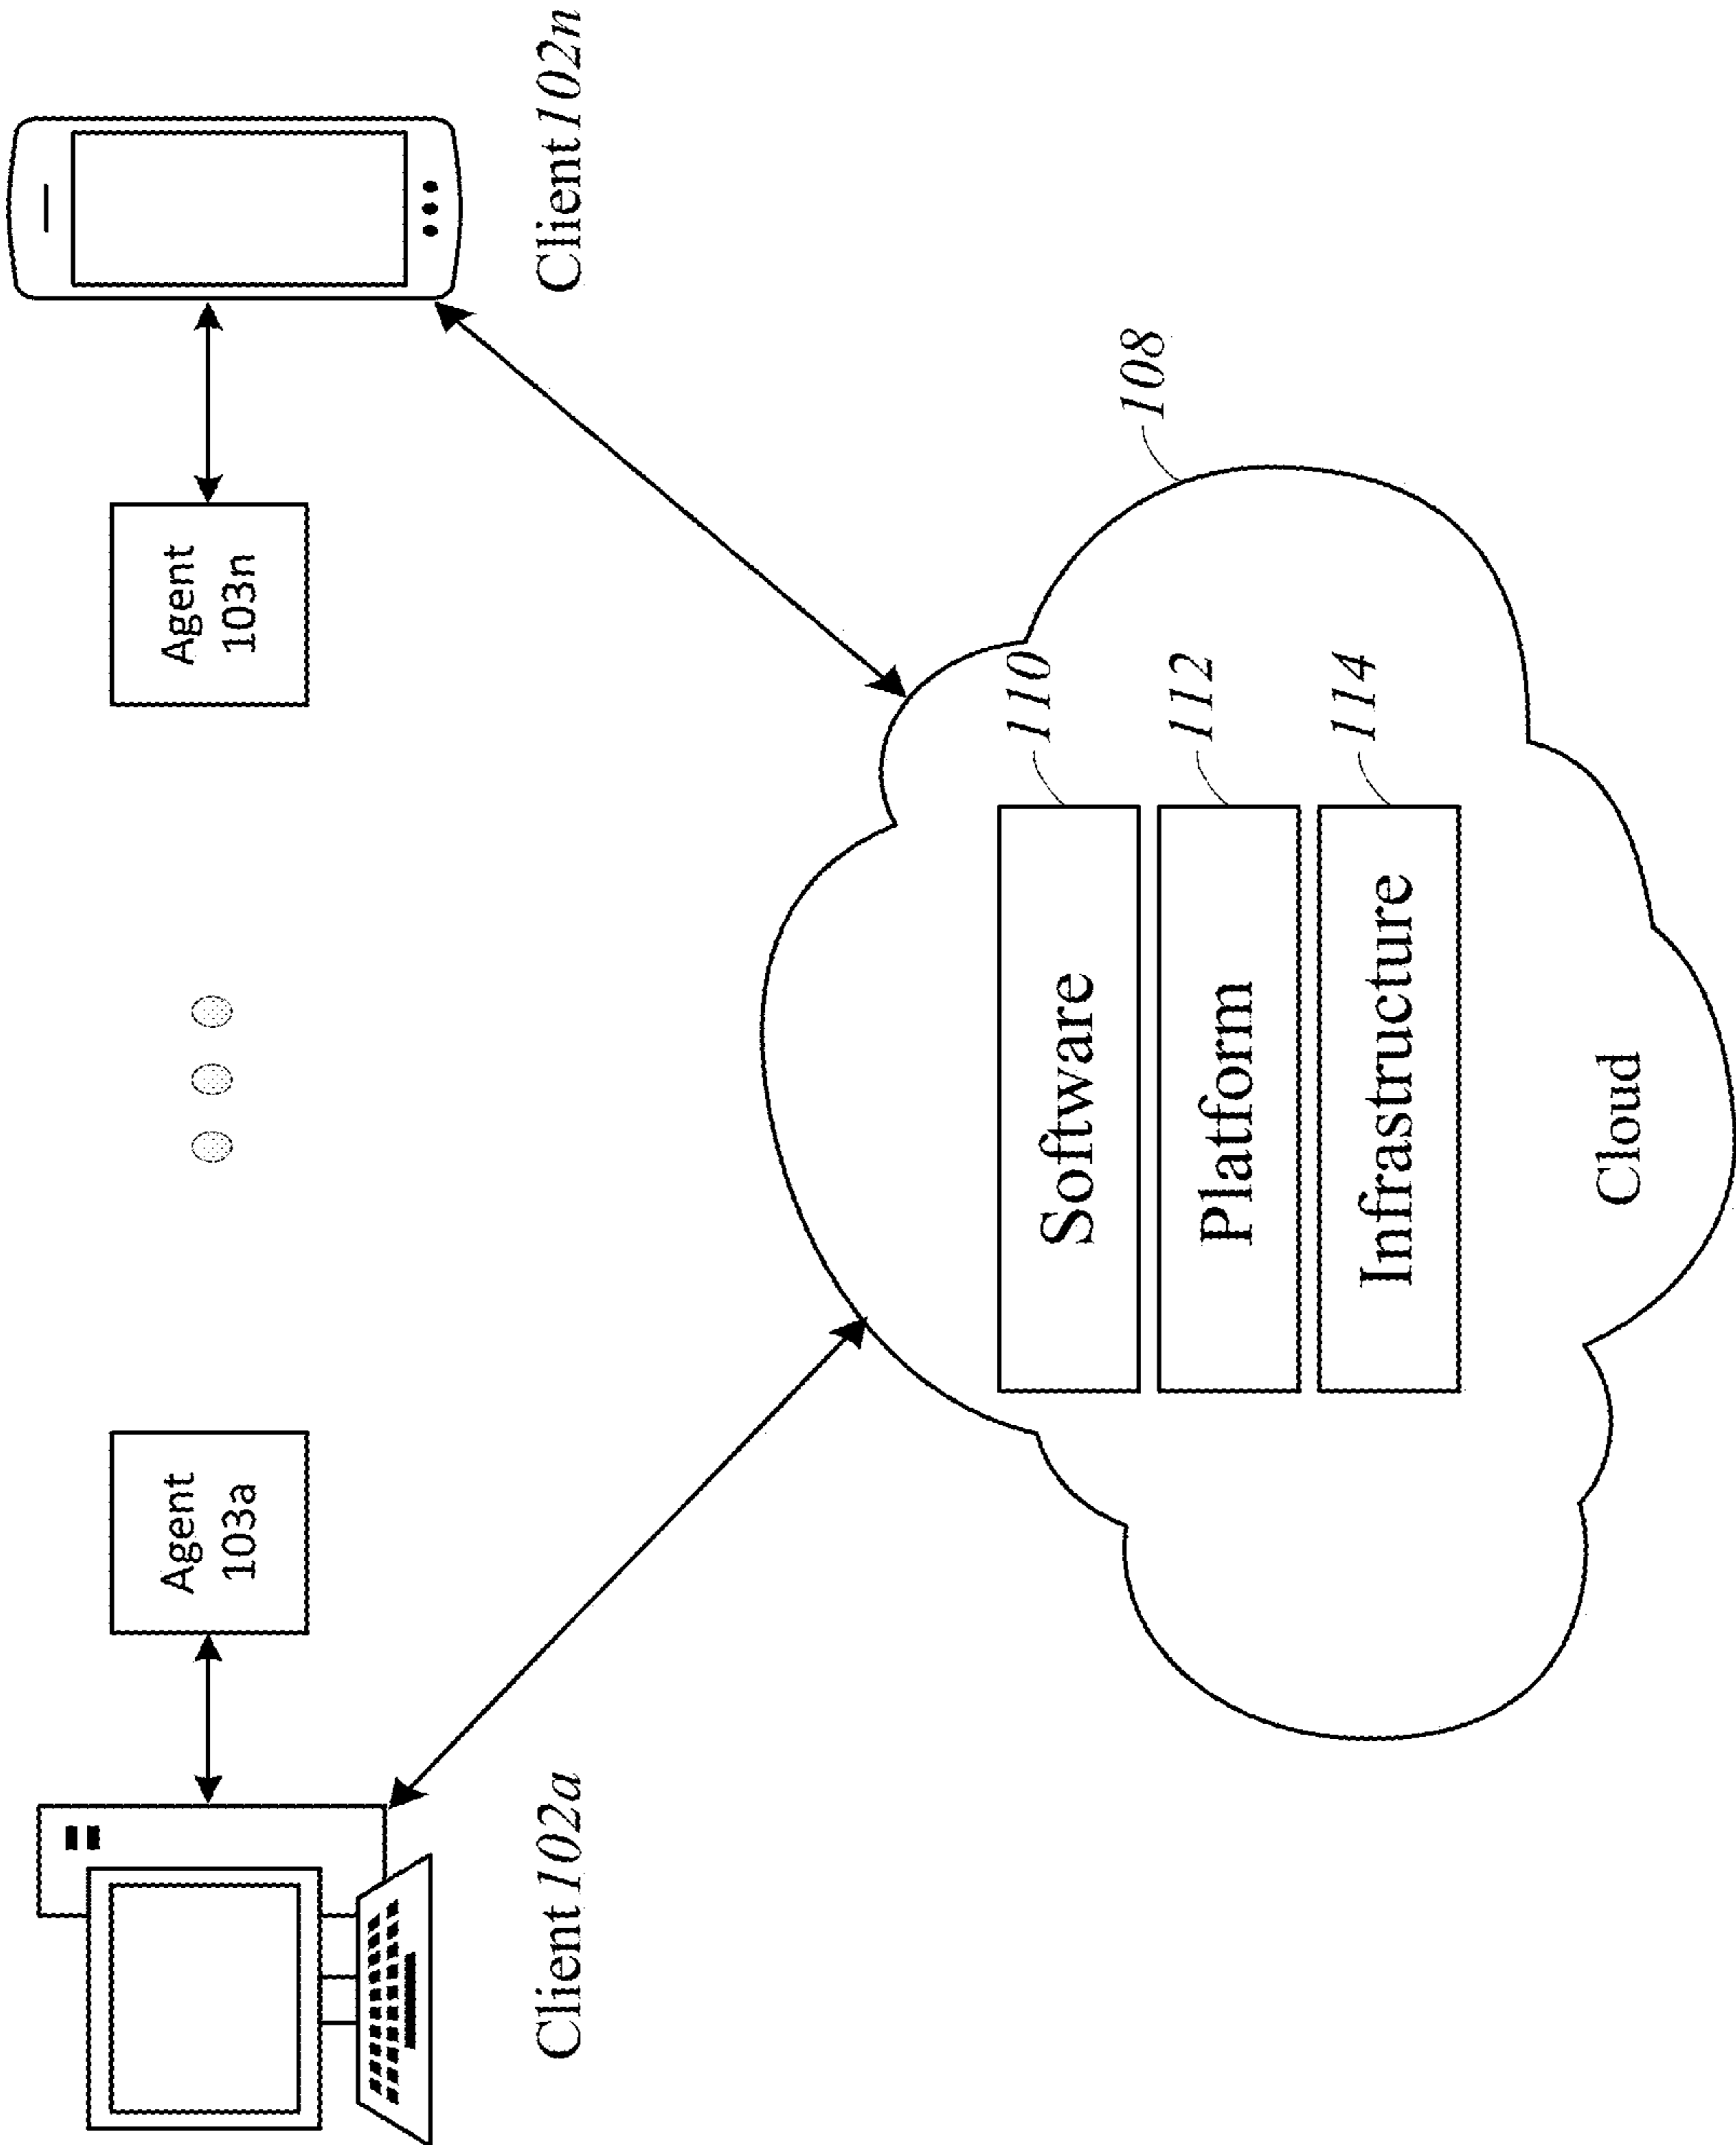 Agent
103a
Agent
103n
Client 102a
Client 102n
108
Software
110
Platform
112
Infrastructure
114
Cloud